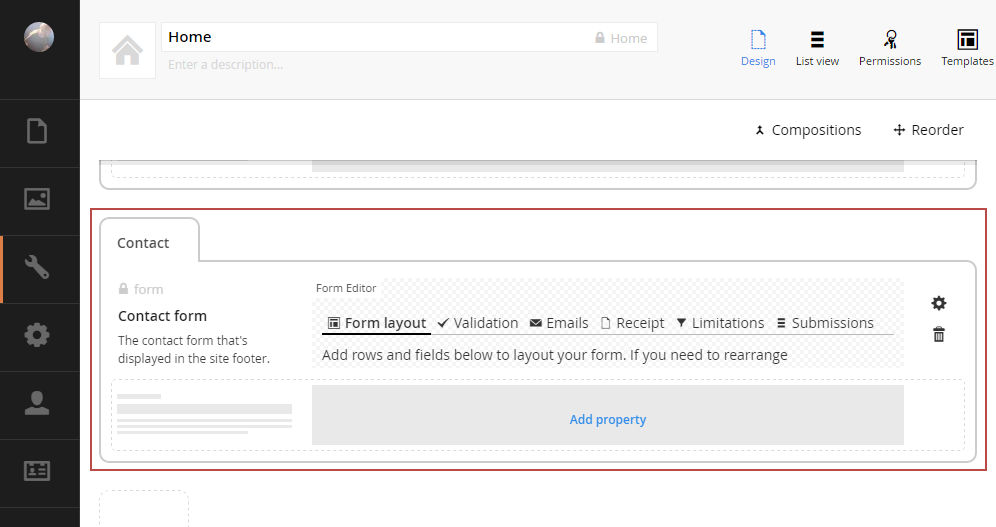 Home
Home
Enter a description...
Design
List view
Permissions
Templates
Compositions
Reorder
Contact
form
Contact form
The contact form that's
displayed in the site footer.
Form Editor
Form layout Validation Emails Receipt Limitations Submissions
Add rows and fields below to layout your form. If you need to rearrange
Add property